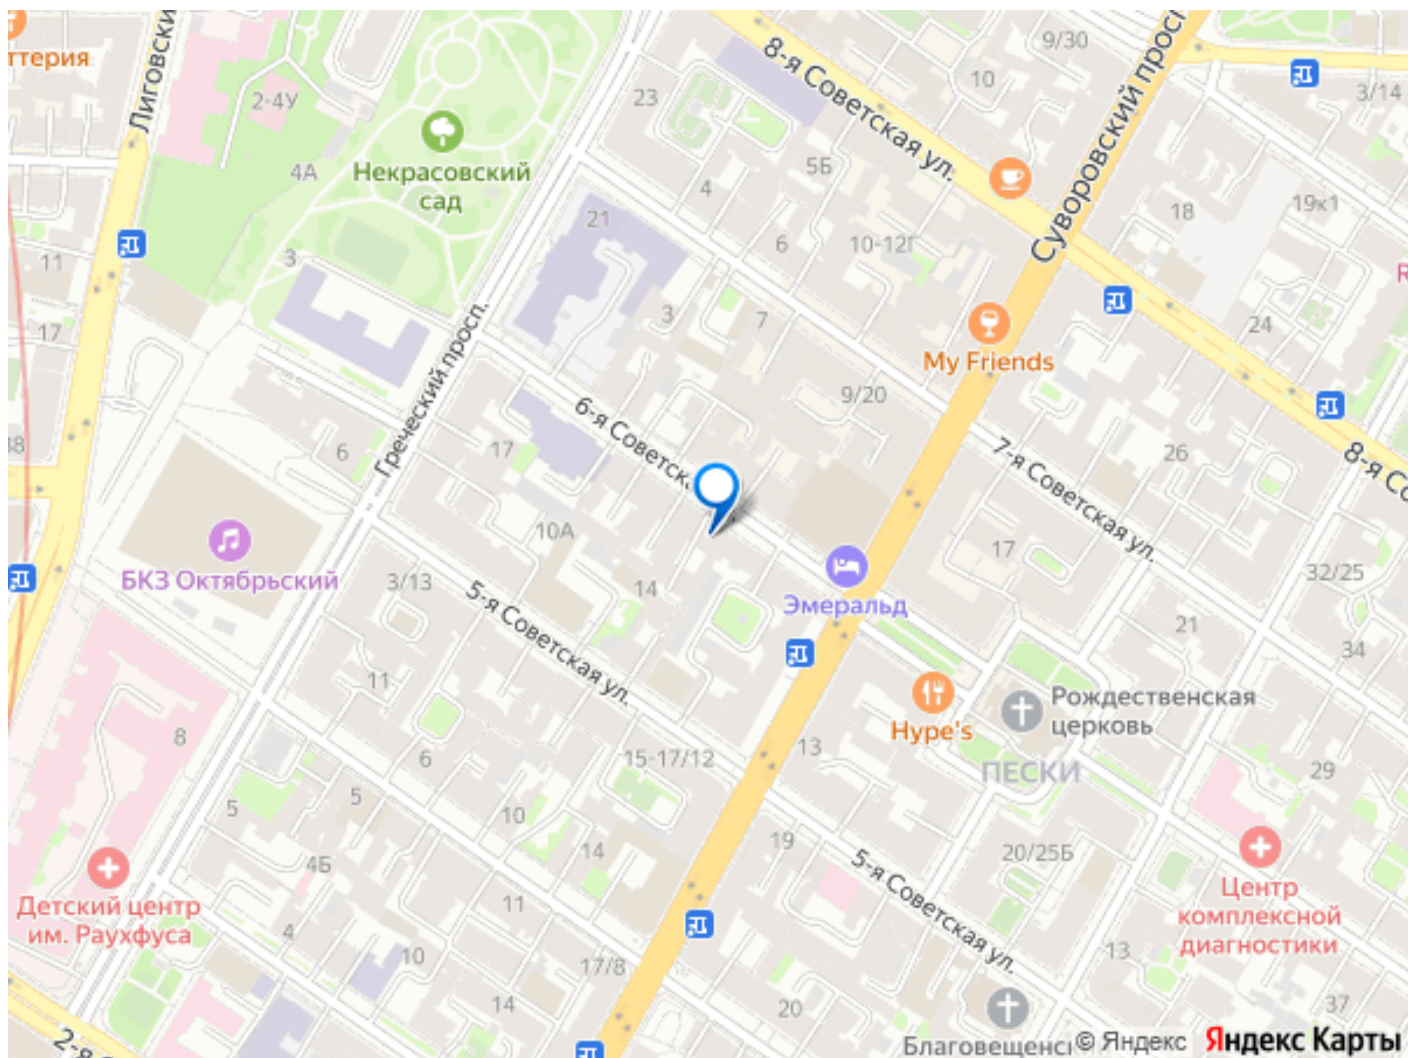 9/30
8-я Советская ул.
10
Суворовский просп
3/14
ттерия
Лиговский
2-4У
23
4А
Некрасовский
сад
5Б
4
19к1
18
21
6
10-12Г
11
3
3
7
24
17
My Friends
9/20
Греческий просп.
6-я Советская
7-я Советская ул.
26
8-я Со
6
17
10А
БКЗ Октябрьский
3/13
14
5-я Советская ул.
Эмеральд
17
32/25
21
34
11
8
6
15-17/12
13
Hype's
Рождественская
церковь
ПЕСКИ
29
5
5
10
14
19
5-я Советская ул.
20/25Б
4Б
Детский центр
им. Раухфуса
11
4
10
17/8
14
20
Центр
комплексной
диагностики
13
37
Благовещенс
© Яндекс Яндекс Карты